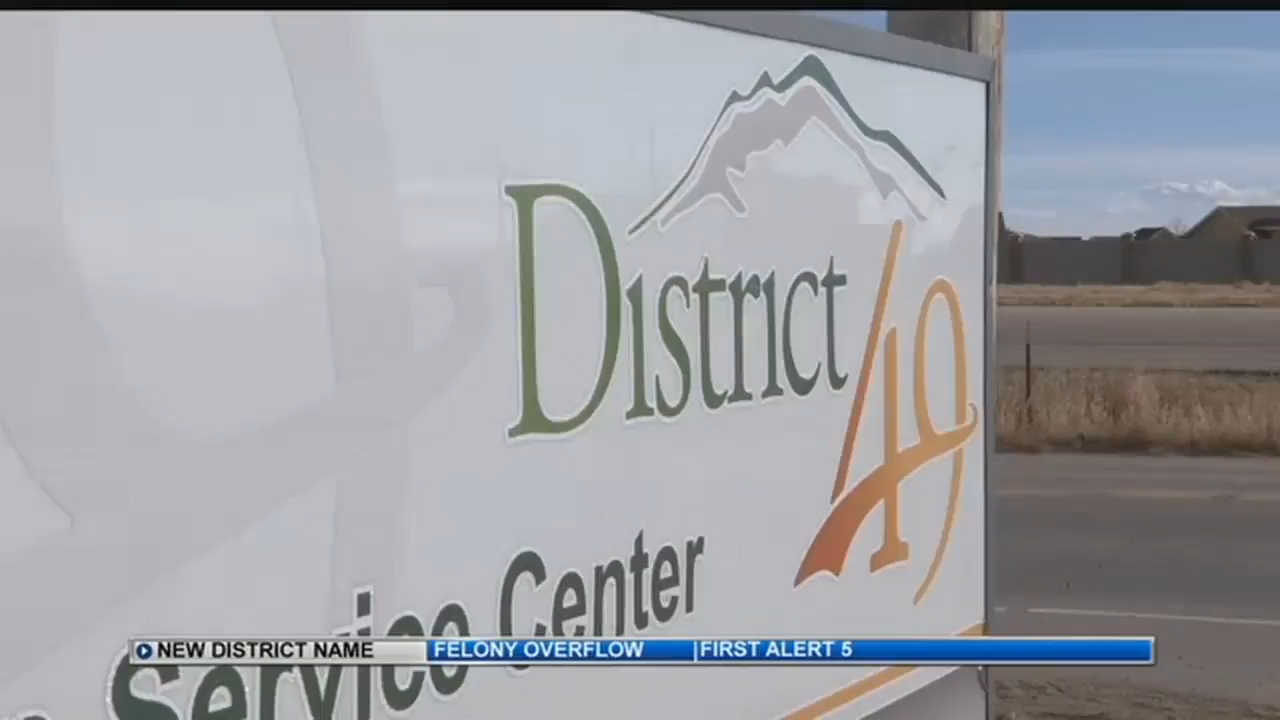 District 49
Service Center
NEW DISTRICT NAME FELONY OVERFLOW |FIRST ALERT 5